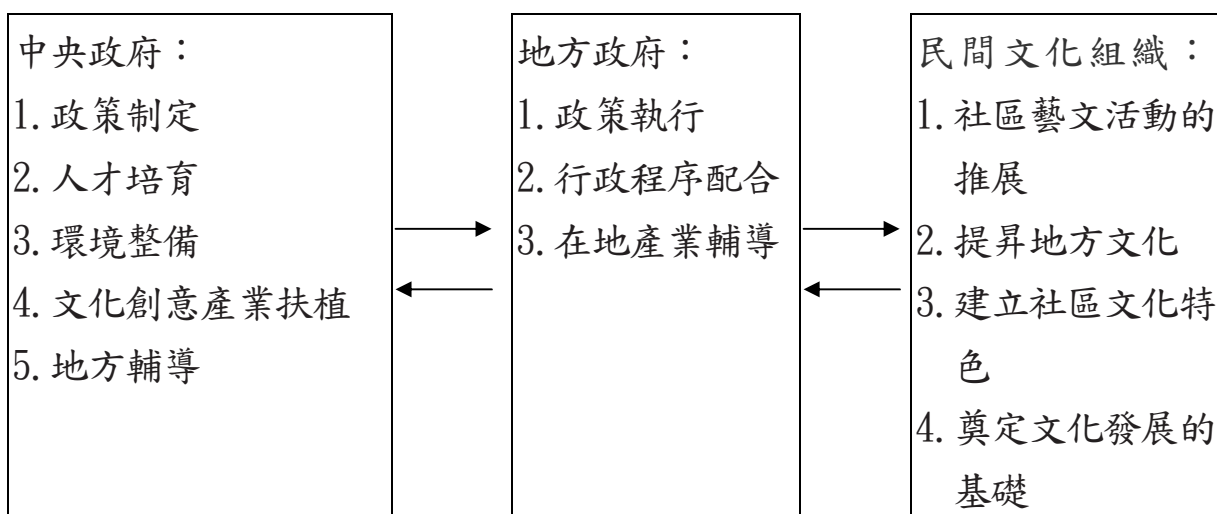 中央政府：
1.政策制定
2.人才培育
3.環境整備
4.文化創意產業扶植
5.地方輔導
地方政府：
1.政策執行
2.行政程序配合
3.在地產業輔導
民間文化組織：
1.社區藝文活動的
推展
2.提昇地方文化
3.建立社區文化特
色
4.奠定文化發展的
基礎